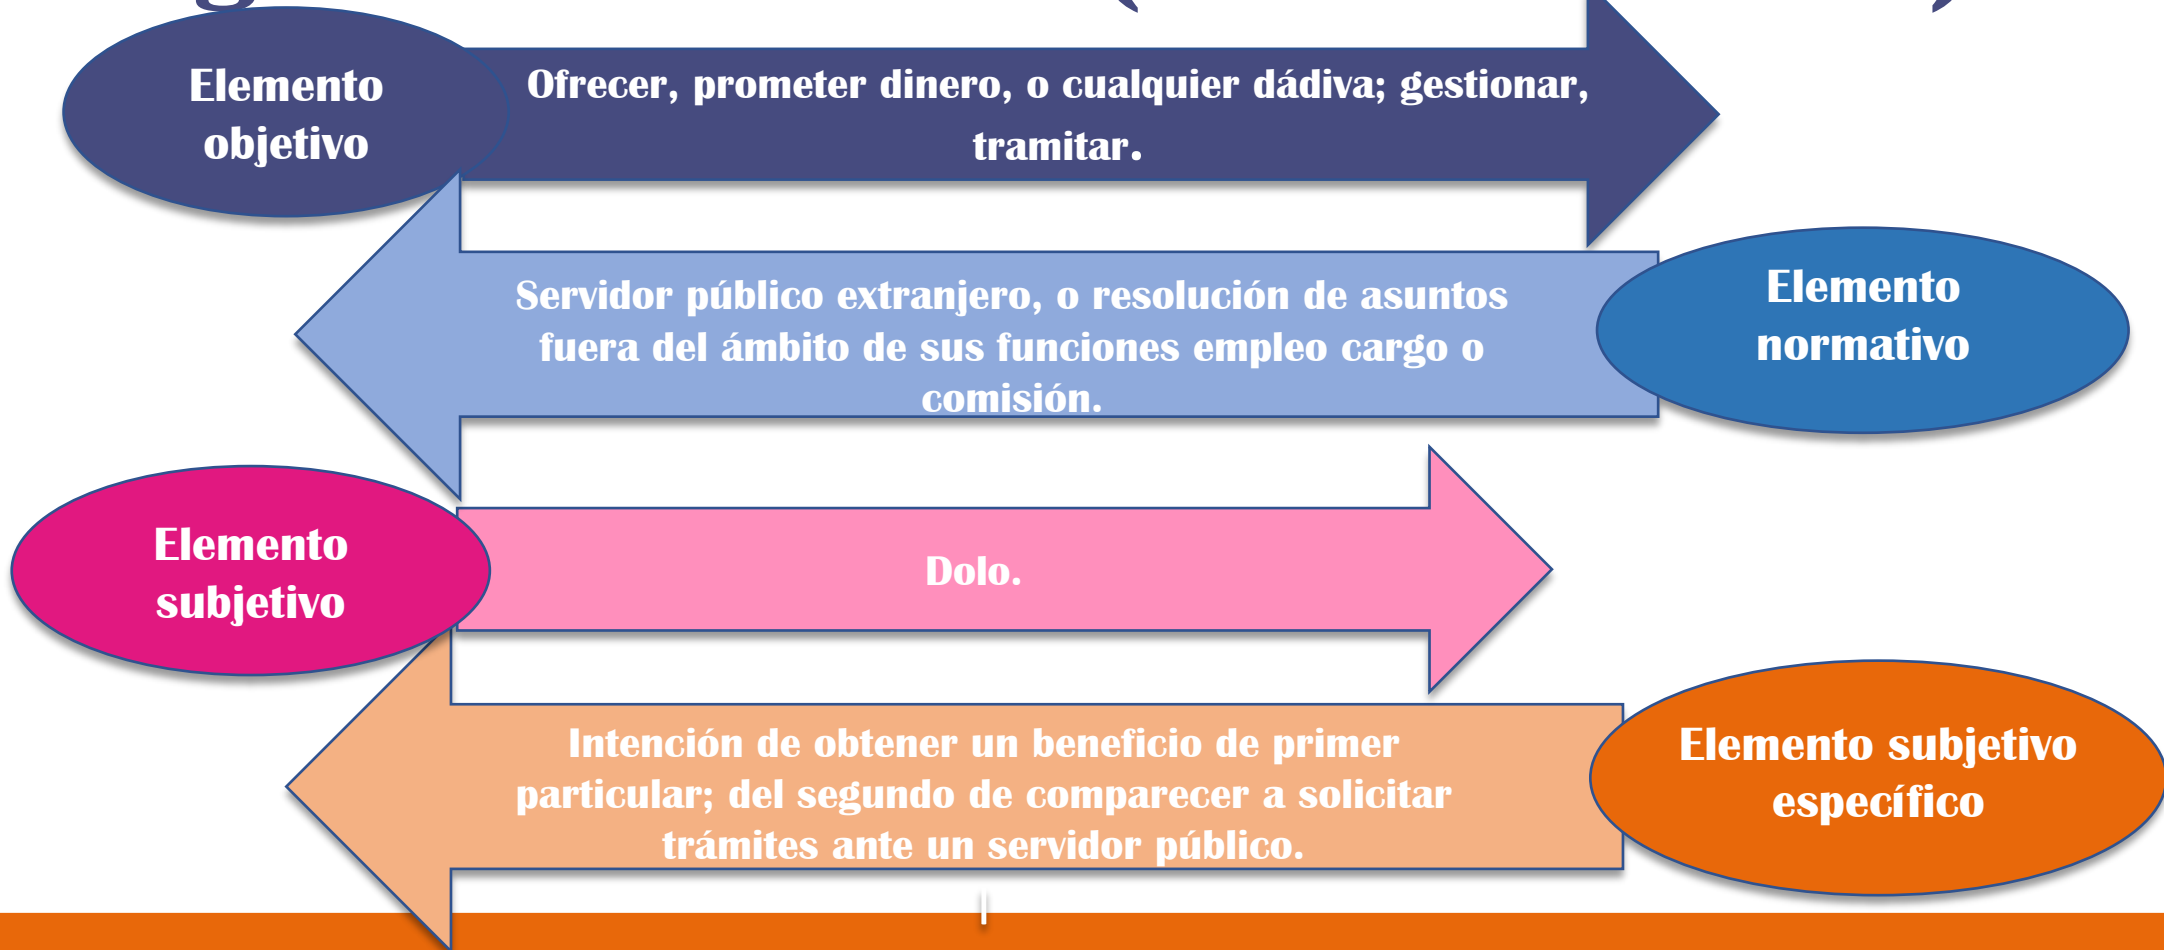 Elemento
objetivo
Ofrecer, prometer dinero, o cualquier dádiva; gestionar,
tramitar.
Servidor público extranjero, o resolución de asuntos
fuera del ámbito de sus funciones empleo cargo o
comisión.
Elemento
normativo
Elemento
subjetivo
Dolo.
Intención de obtener un beneficio de primer
particular; del segundo de comparecer a solicitar
trámites ante un servidor público.
Elemento subjetivo
específico